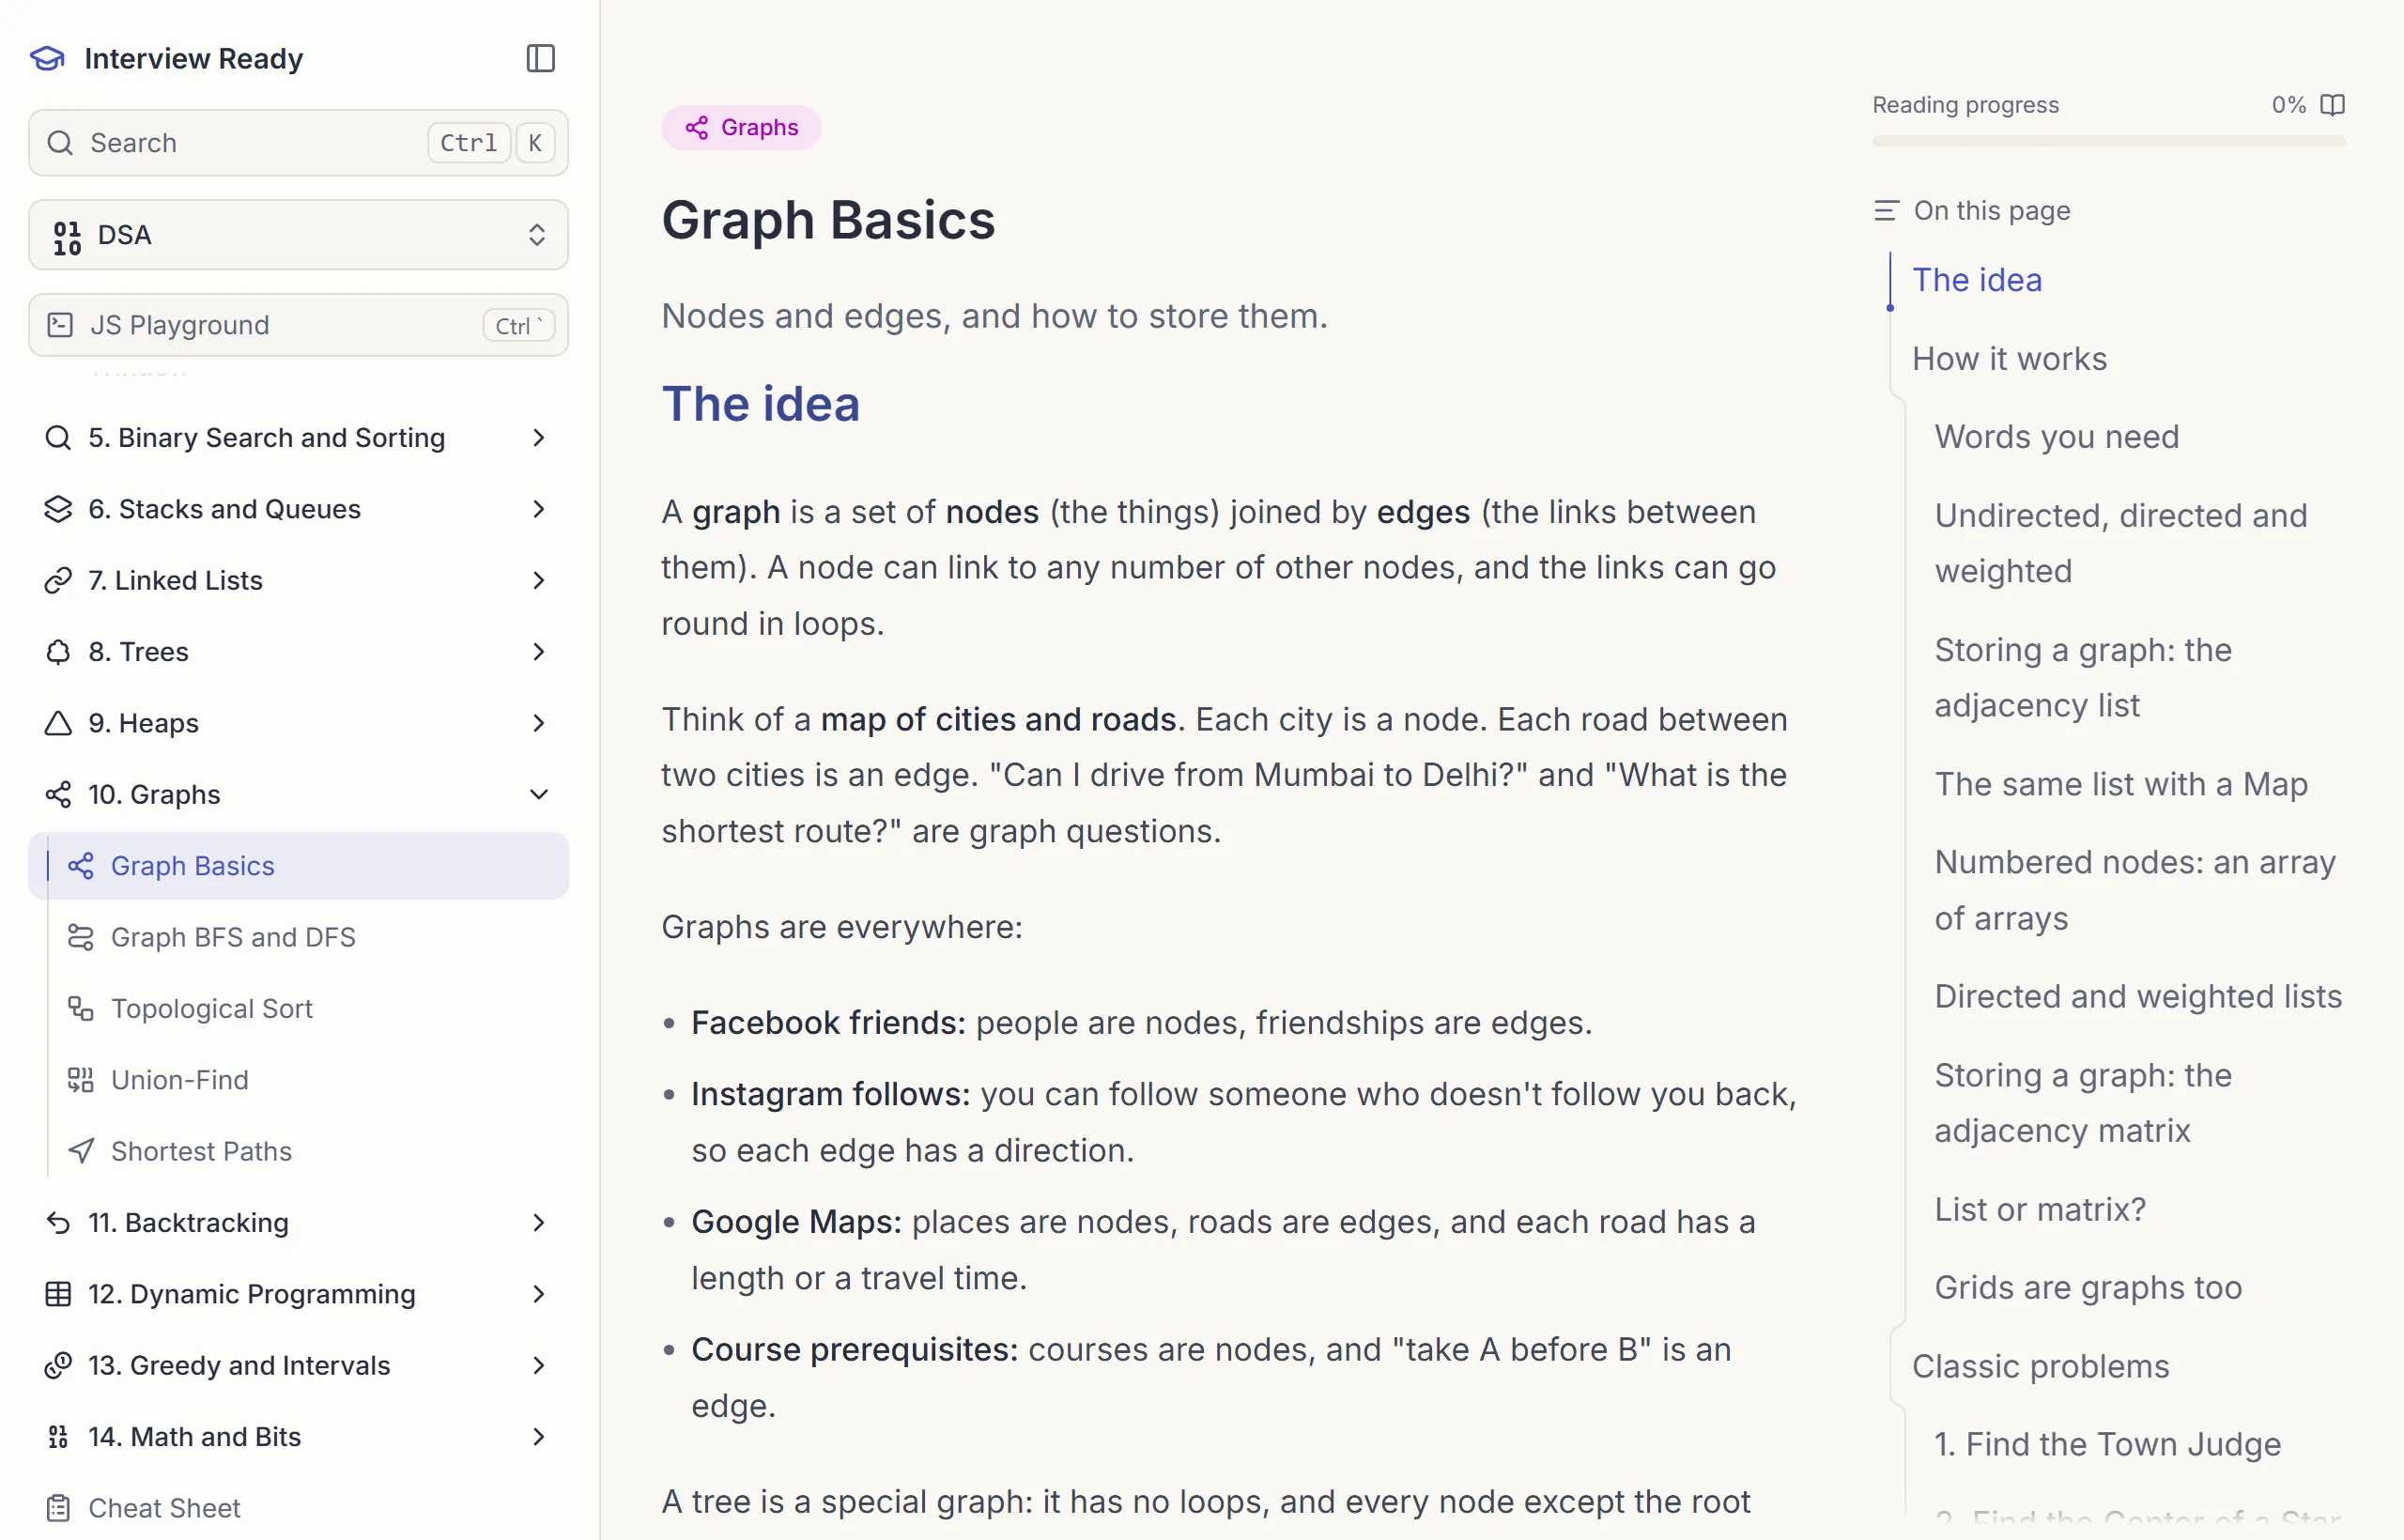 Interview Ready
Search Ctrl K
DSA
JS Playground Ctrl `
5. Binary Search and Sorting
6. Stacks and Queues
7. Linked Lists
8. Trees
9. Heaps
10. Graphs
Graph Basics
Graph BFS and DFS
Topological Sort
Union-Find
Shortest Paths
11. Backtracking
12. Dynamic Programming
13. Greedy and Intervals
14. Math and Bits
Cheat Sheet
Graphs
Graph Basics
Nodes and edges, and how to store them.
The idea
A graph is a set of nodes (the things) joined by edges (the links between
them). A node can link to any number of other nodes, and the links can go
round in loops.
Think of a map of cities and roads. Each city is a node. Each road between
two cities is an edge. "Can I drive from Mumbai to Delhi?" and "What is the
shortest route?" are graph questions.
Graphs are everywhere:
• Facebook friends: people are nodes, friendships are edges.
• Instagram follows: you can follow someone who doesn't follow you back,
so each edge has a direction.
• Google Maps: places are nodes, roads are edges, and each road has a
length or a travel time.
• Course prerequisites: courses are nodes, and "take A before B" is an
edge.
A tree is a special graph: it has no loops, and every node except the root
Reading progress 0%
On this page
The idea
How it works
Words you need
Undirected, directed and
weighted
Storing a graph: the
adjacency list
The same list with a Map
Numbered nodes: an array
of arrays
Directed and weighted lists
Storing a graph: the
adjacency matrix
List or matrix?
Grids are graphs too
Classic problems
1. Find the Town Judge
2. Find the Center of a Star